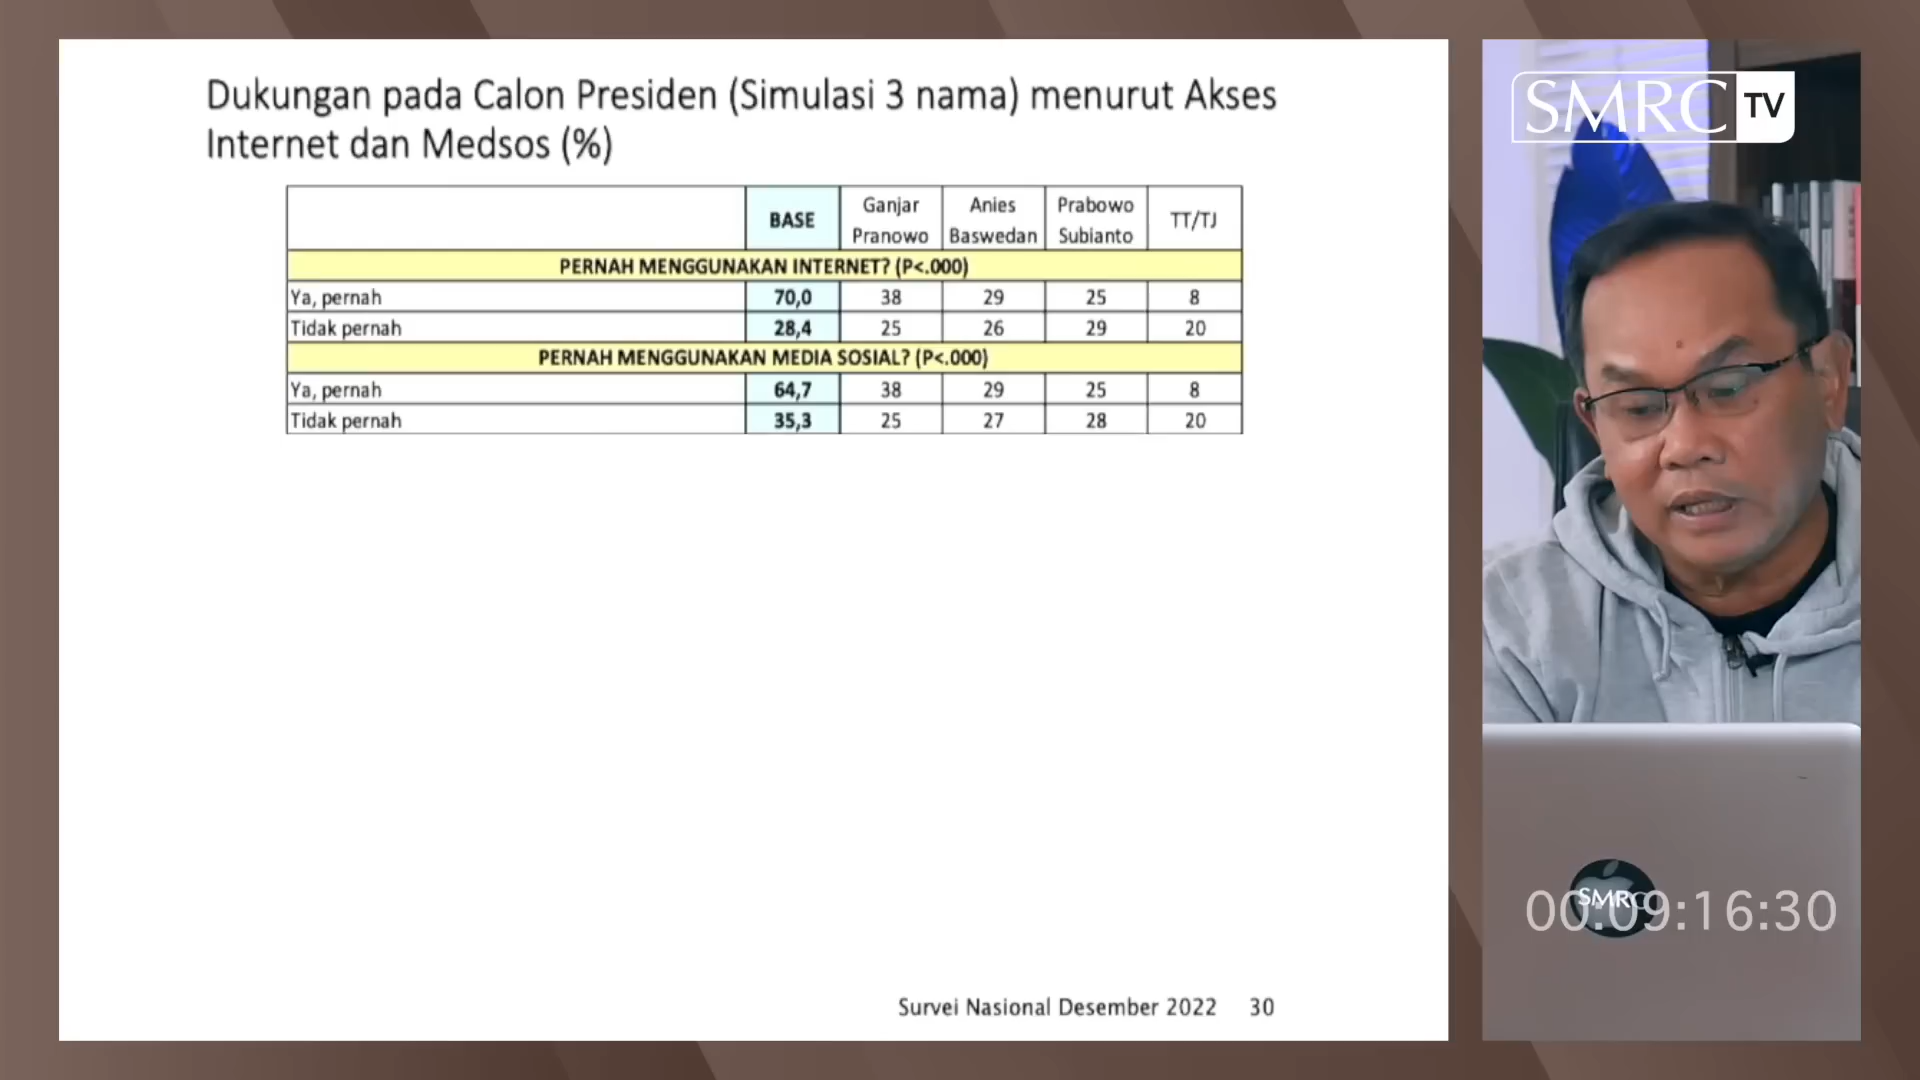 Dukungan pada Calon Presiden (Simulasi 3 nama) menurut Akses
Internet dan Medsos (%)
BASE Ganjar Pranowo Anies Baswedan Prabowo Subianto TT/TJ
PERNAH MENGGUNAKAN INTERNET? (P<.000)
Ya, pernah 70,0 38 29 25 8
Tidak pernah 28,4 25 26 29 20
PERNAH MENGGUNAKAN MEDIA SOSIAL? (P<.000)
Ya, pernah 64,7 38 29 25 8
Tidak pernah 35,3 25 27 28 20
Survei Nasional Desember 2022 30
SMRC TV
SMRC
00:09:16:30